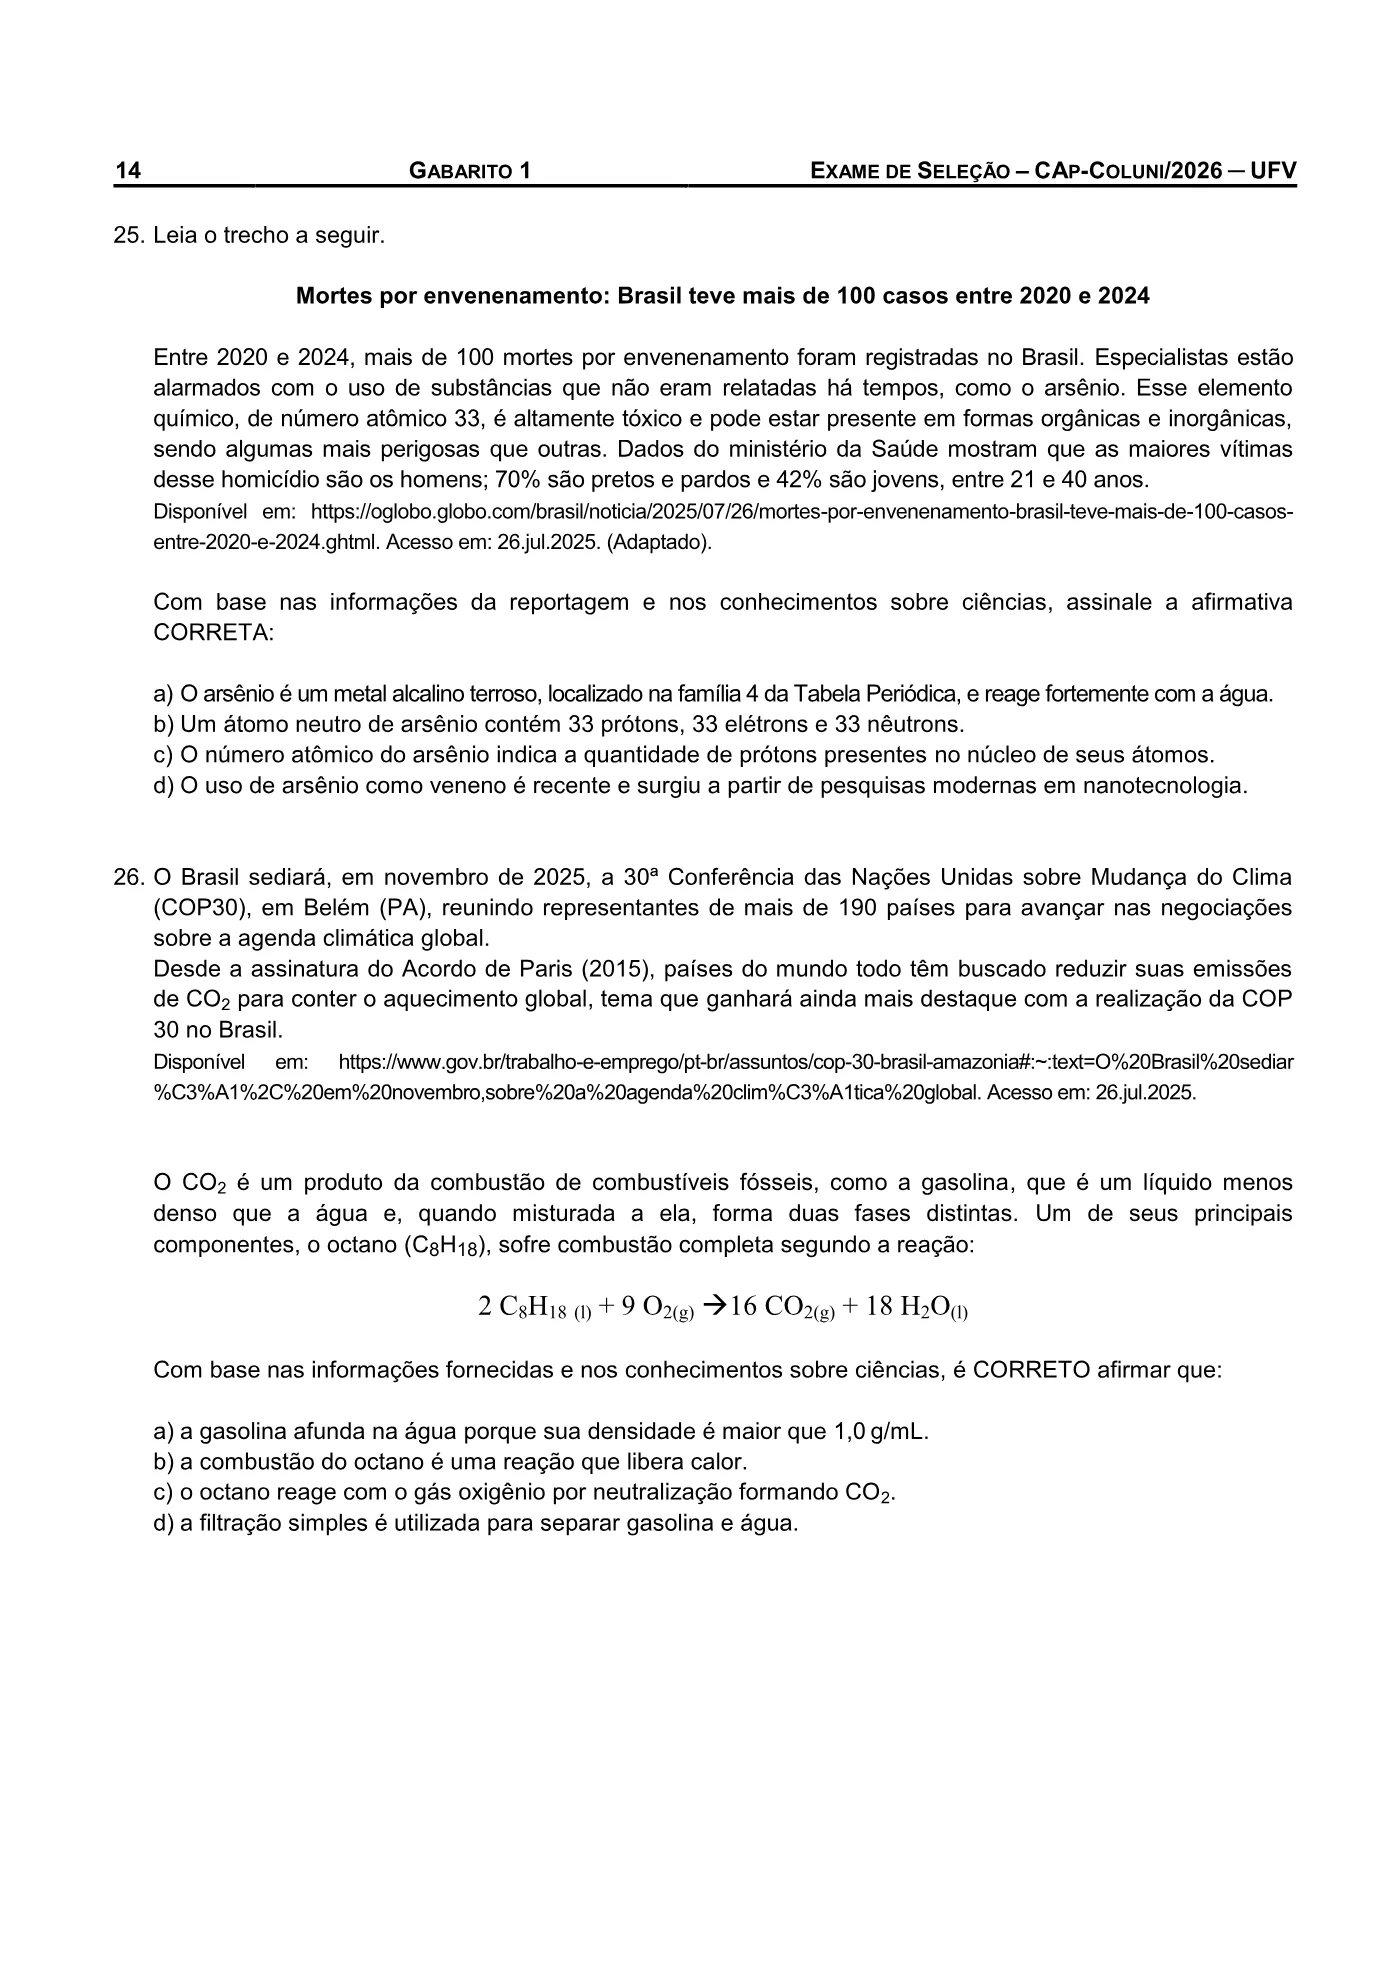 14 GABARITO 1 EXAME DE SELEÇÃO – CAP-COLUNI/2026 — UFV
25. Leia o trecho a seguir.
Mortes por envenenamento: Brasil teve mais de 100 casos entre 2020 e 2024
Entre 2020 e 2024, mais de 100 mortes por envenenamento foram registradas no Brasil. Especialistas estão
alarmados com o uso de substâncias que não eram relatadas há tempos, como o arsênio. Esse elemento
químico, de número atômico 33, é altamente tóxico e pode estar presente em formas orgânicas e inorgânicas,
sendo algumas mais perigosas que outras. Dados do ministério da Saúde mostram que as maiores vítimas
desse homicídio são os homens; 70% são pretos e pardos e 42% são jovens, entre 21 e 40 anos.
Disponível em: https://oglobo.globo.com/brasil/noticia/2025/07/26/mortes-por-envenenamento-brasil-teve-mais-de-100-casos-
entre-2020-e-2024.ghtml. Acesso em: 26.jul.2025. (Adaptado).
Com base nas informações da reportagem e nos conhecimentos sobre ciências, assinale a afirmativa
CORRETA:
a) O arsênio é um metal alcalino terroso, localizado na família 4 da Tabela Periódica, e reage fortemente com a água.
b) Um átomo neutro de arsênio contém 33 prótons, 33 elétrons e 33 nêutrons.
c) O número atômico do arsênio indica a quantidade de prótons presentes no núcleo de seus átomos.
d) O uso de arsênio como veneno é recente e surgiu a partir de pesquisas modernas em nanotecnologia.
26. O Brasil sediará, em novembro de 2025, a 30ª Conferência das Nações Unidas sobre Mudança do Clima
(COP30), em Belém (PA), reunindo representantes de mais de 190 países para avançar nas negociações
sobre a agenda climática global.
Desde a assinatura do Acordo de Paris (2015), países do mundo todo têm buscado reduzir suas emissões
de CO₂ para conter o aquecimento global, tema que ganhará ainda mais destaque com a realização da COP
30 no Brasil.
Disponível em: https://www.gov.br/trabalho-e-emprego/pt-br/assuntos/cop-30-brasil-amazonia#:~:text=O%20Brasil%20sediar
%C3%A1%2C%20em%20novembro,sobre%20a%20agenda%20clim%C3%A1tica%20global. Acesso em: 26.jul.2025.
O CO₂ é um produto da combustão de combustíveis fósseis, como a gasolina, que é um líquido menos
denso que a água e, quando misturada a ela, forma duas fases distintas. Um de seus principais
componentes, o octano (C₈H₁₈), sofre combustão completa segundo a reação:
2 C₈H₁₈ (l) + 9 O₂(g) →16 CO₂(g) + 18 H₂O(l)
Com base nas informações fornecidas e nos conhecimentos sobre ciências, é CORRETO afirmar que:
a) a gasolina afunda na água porque sua densidade é maior que 1,0 g/mL.
b) a combustão do octano é uma reação que libera calor.
c) o octano reage com o gás oxigênio por neutralização formando CO₂.
d) a filtração simples é utilizada para separar gasolina e água.